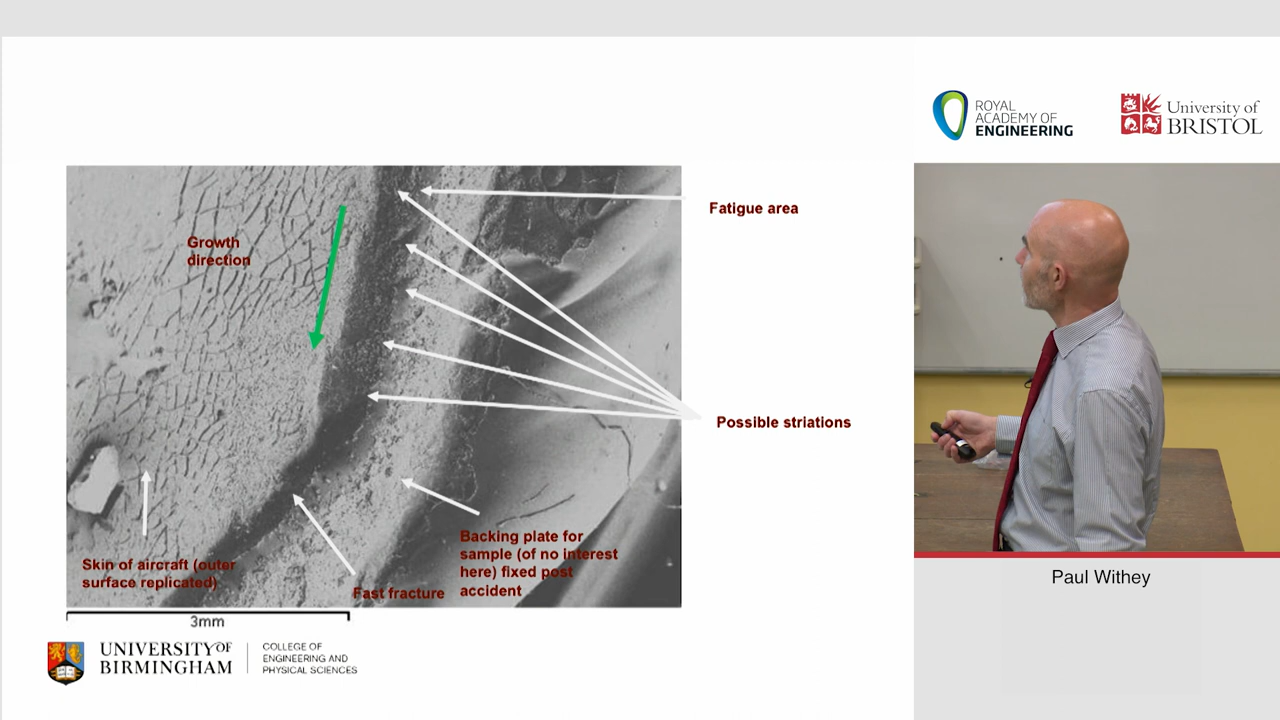 ROYAL
ACADEMY OF
ENGINEERING
University of
BRISTOL
Fatigue area
Growth
direction
Possible striations
Backing plate for
sample (of no interest
here) fixed post
accident
Skin of aircraft (outer
surface replicated)
Fast fracture
3mm
Paul Withey
UNIVERSITY OF
BIRMINGHAM
COLLEGE OF
ENGINEERING AND
PHYSICAL SCIENCES